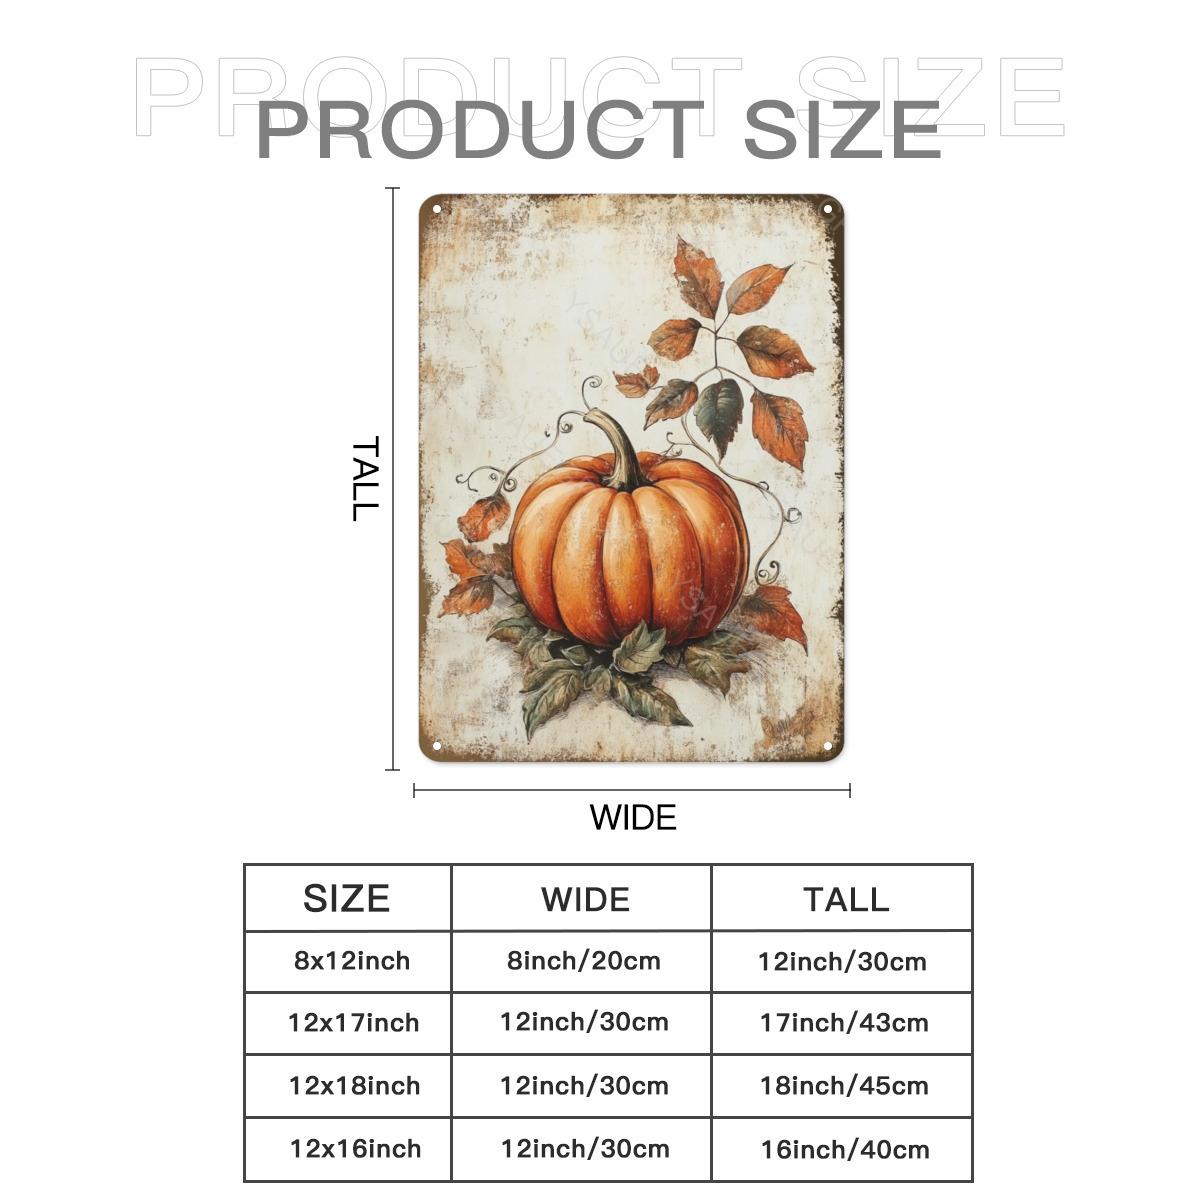 PRODUCT SIZE
PRODUCT SIZE
TALL
WIDE
SIZE WIDE TALL
8x12inch 8inch/20cm 12inch/30cm
12x17inch 12inch/30cm 17inch/43cm
12x18inch 12inch/30cm 18inch/45cm
12x16inch 12inch/30cm 16inch/40cm